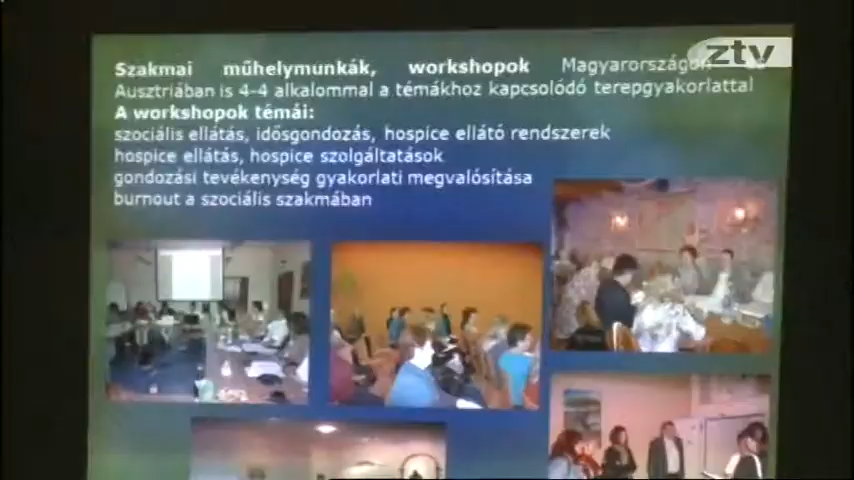 ztv
Szakmai műhelymunkák, workshopok Magyarországon
Ausztriában is 4-4 alkalommal a témákhoz kapcsolódó terepgyakorlattal
A workshopok témái:
szociális ellátás, idősgondozás, hospice ellátó rendszerek
hospice ellátás, hospice szolgáltatások
gondozási tevékenység gyakorlati megvalósítása
burnout a szociális szakmában